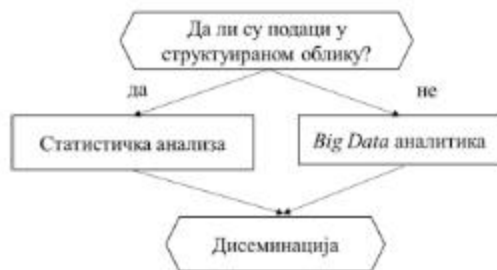 Да ли су подаци у
структуираном облику?
да
не
Статистичка анализа
Big Data аналитика
Дисеминација